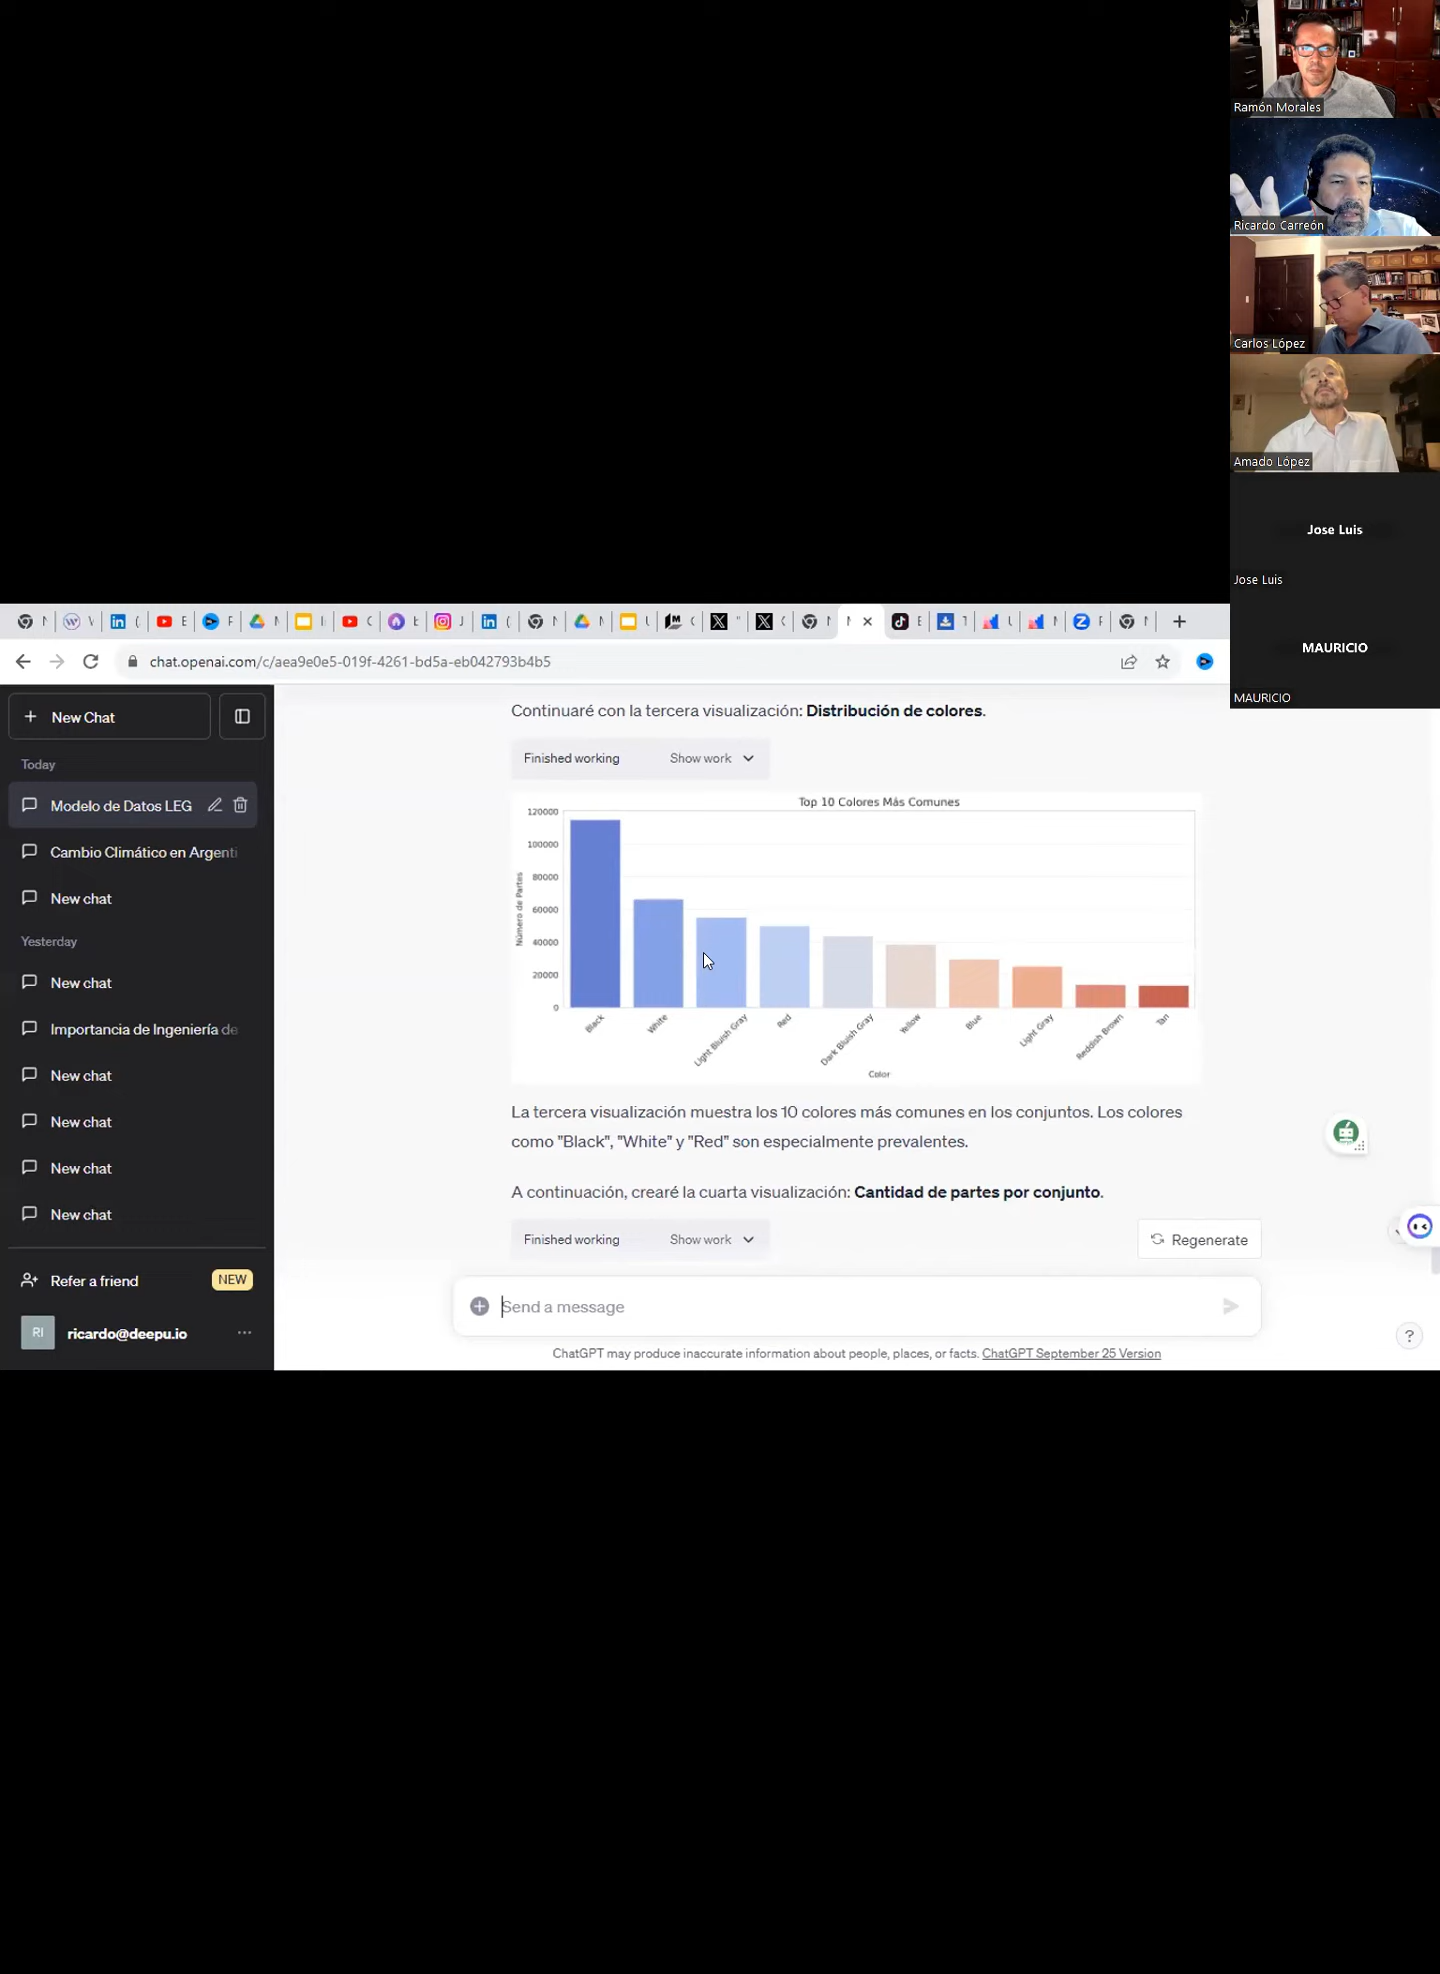 Ramón Morales
Ricardo Carreón
Carlos López
Amado López
Jose Luis
Jose Luis
MAURICIO
MAURICIO
chat.openai.com/c/aea9e0e5-019f-4261-bd5a-eb042793b4b5
New Chat
Today
Modelo de Datos LEG
Cambio Climático en Argenti
New chat
Yesterday
New chat
Importancia de Ingeniería de
New chat
New chat
New chat
New chat
Refer a friend NEW
RI ricardo@deepu.io
Continuaré con la tercera visualización: Distribución de colores.
Finished working Show work
Top 10 Colores Más Comunes
Número de Partes
120000
100000
80000
60000
40000
20000
0
Black White Light Bluish Gray Red Dark Bluish Gray Yellow Blue Light Gray Reddish Brown Tan
Color
La tercera visualización muestra los 10 colores más comunes en los conjuntos. Los colores
como "Black", "White" y "Red" son especialmente prevalentes.
A continuación, crearé la cuarta visualización: Cantidad de partes por conjunto.
Finished working Show work
Regenerate
Send a message
ChatGPT may produce inaccurate information about people, places, or facts. ChatGPT September 25 Version
?